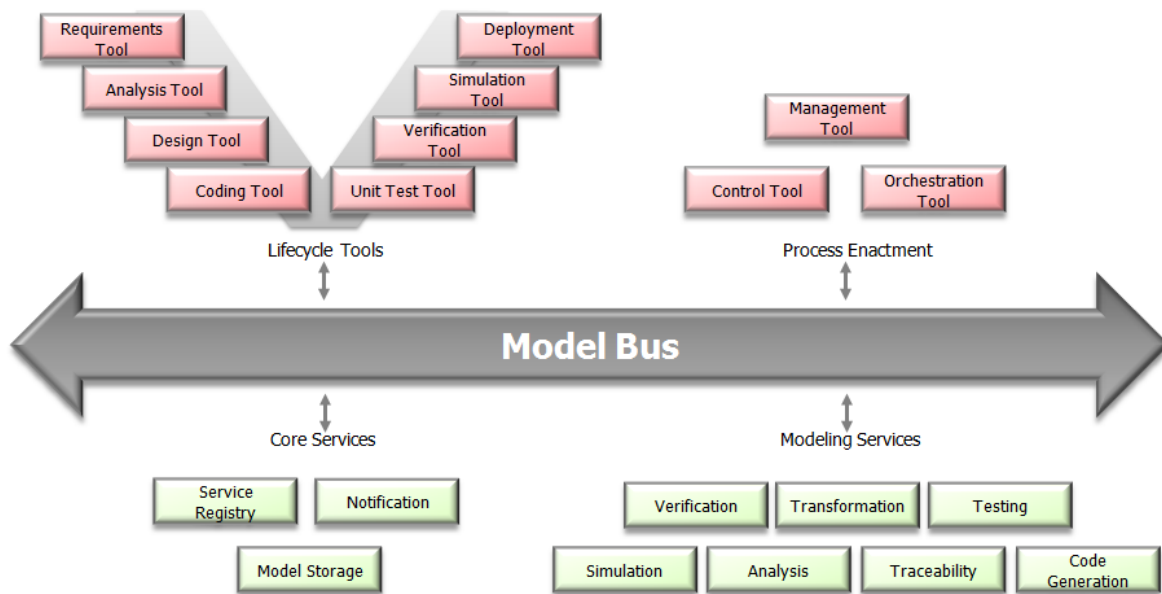 Requirements
Tool
Deployment
Tool
Analysis Tool
Simulation
Tool
Management
Tool
Design Tool
Verification
Tool
Coding Tool
Unit Test Tool
Control Tool
Orchestration
Tool
Lifecycle Tools
Process Enactment
Model Bus
Core Services
Modeling Services
Service
Registry
Notification
Verification
Transformation
Testing
Model Storage
Simulation
Analysis
Traceability
Code
Generation